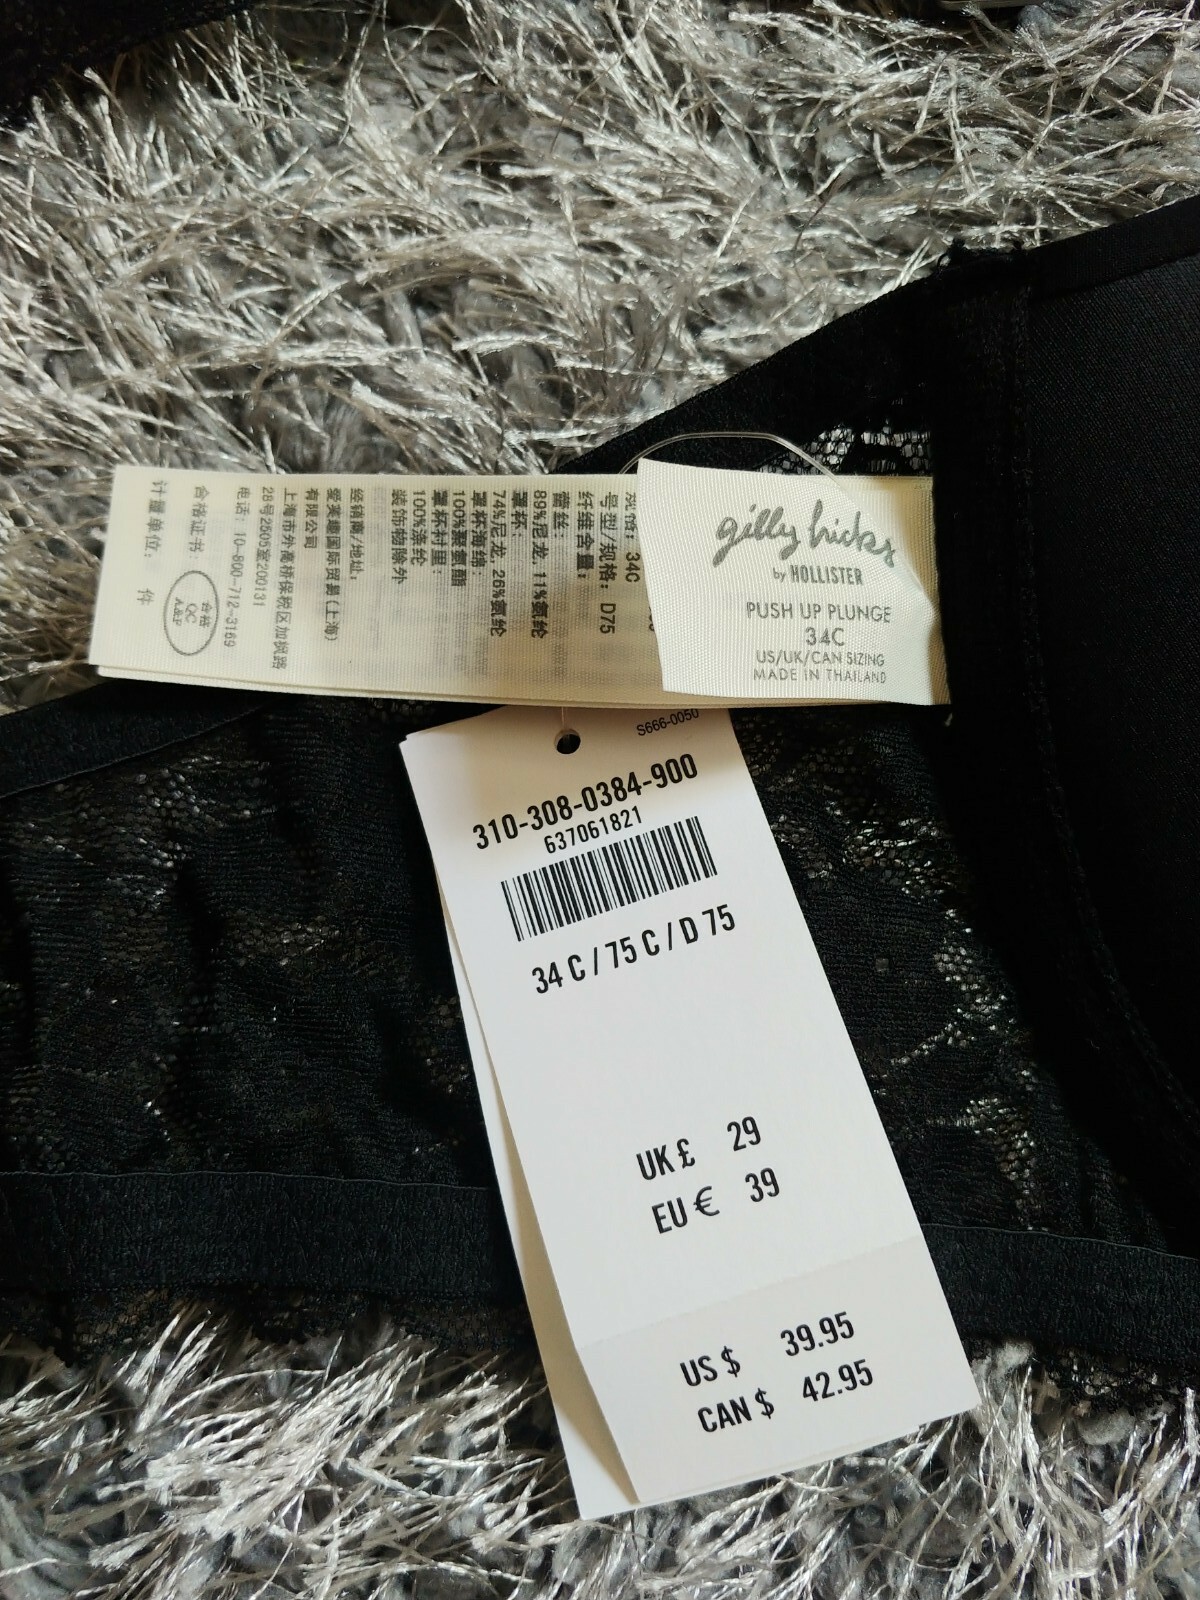 gilly hicks
by HOLLISTER
PUSH UP PLUNGE
34C
US/UK/CAN SIZING
MADE IN THAILAND
规格: 34C
号型/规格: D75
纤维含量:
蕾丝:
89%尼龙, 11%氨纶
罩杯:
74%尼龙, 26%氨纶
罩杯海绵:
100%聚氨酯
罩杯衬里:
100%涤纶
装饰物除外
经销商/地址:
爱芙趣国际贸易(上海)
有限公司
上海市外高桥保税区加枫路
28号2505室200131
电话: 10-800-712-3169
合格证书:
合格
QC
A&F
计量单位: 件
S666-0050
310-308-0384-900
637061821
34 C / 75 C / D 75
UK £ 29
EU € 39
US $ 39.95
CAN $ 42.95